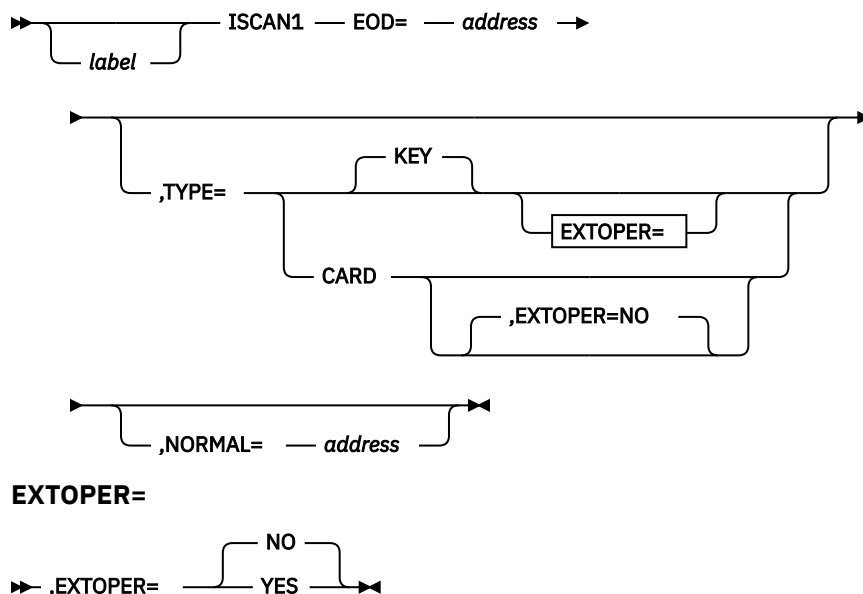 ISCAN1 EOD= address
label
KEY
,TYPE=
EXTOPER=
CARD
,EXTOPER=NO
,NORMAL= address
EXTOPER=
NO
.EXTOPER= YES